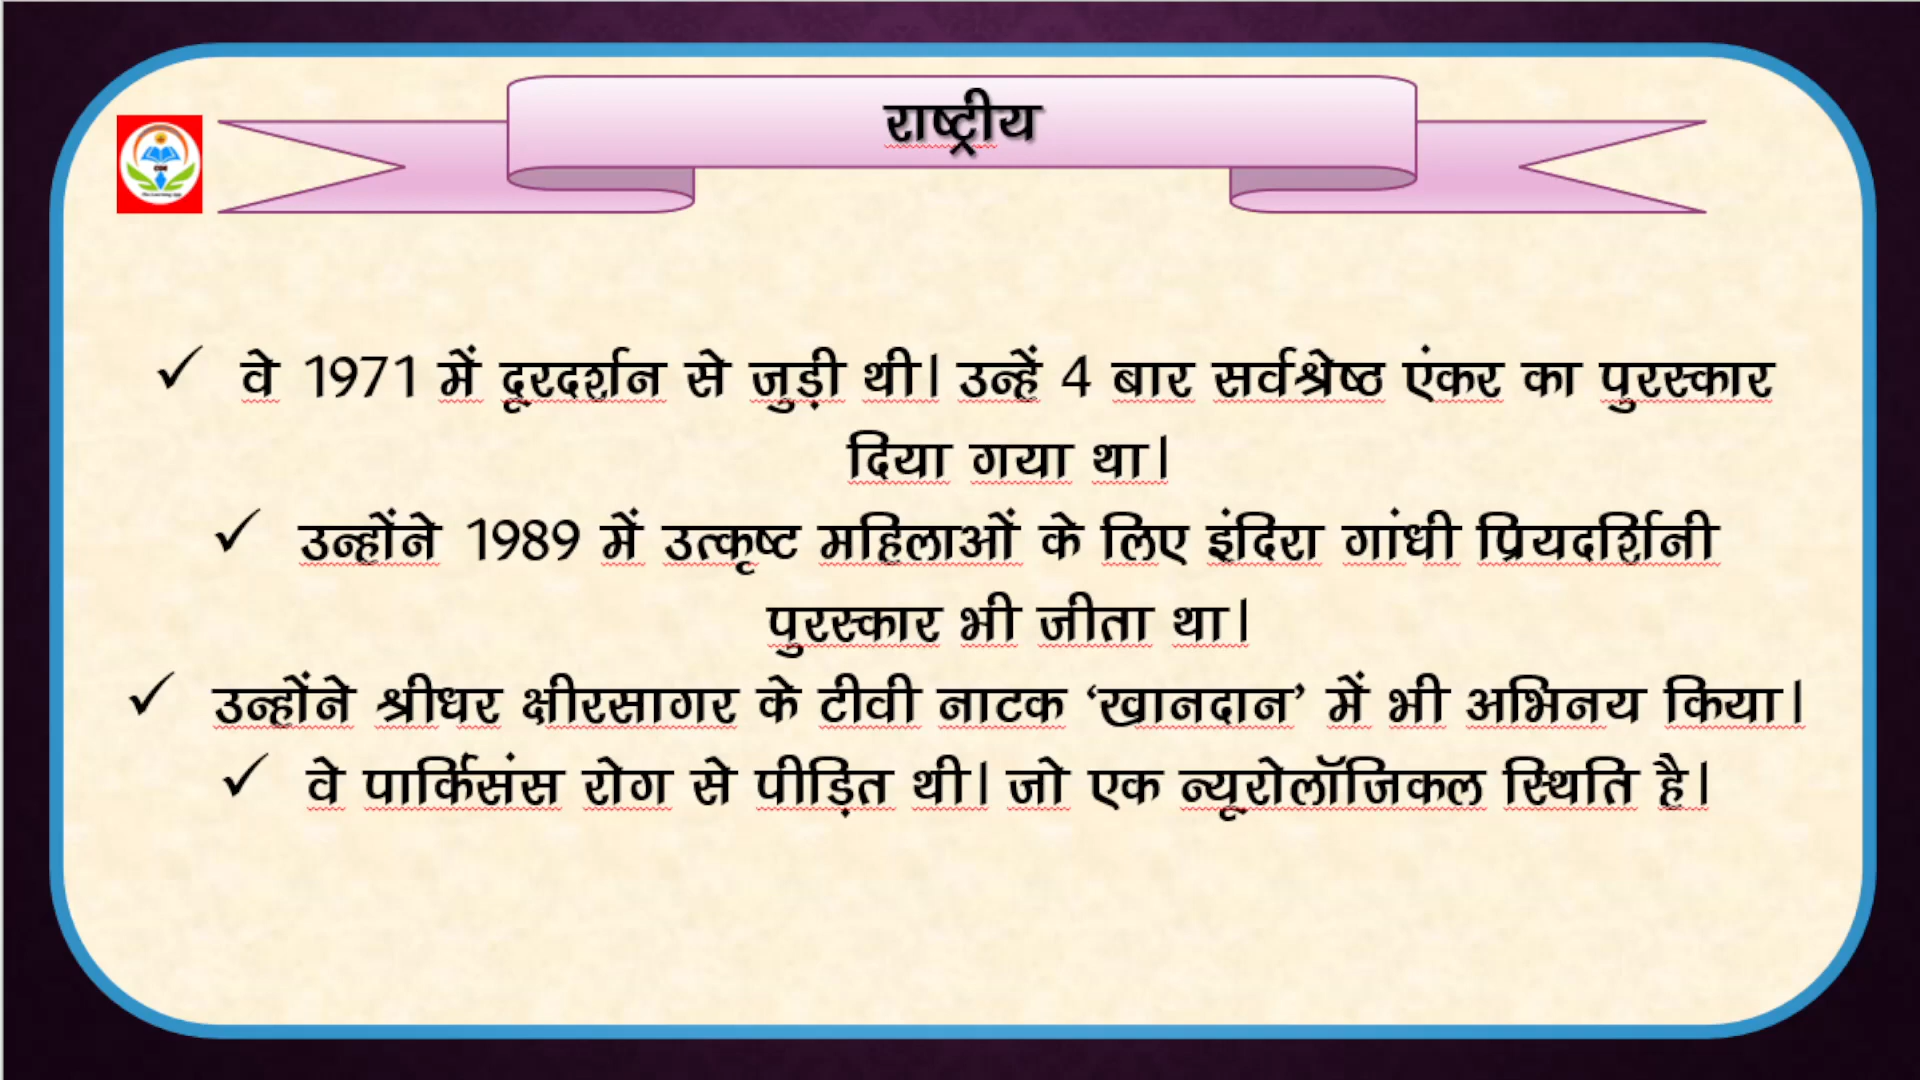 राष्ट्रीय
✓ वे 1971 में दूरदर्शन से जुड़ी थी। उन्हें 4 बार सर्वश्रेष्ठ एंकर का पुरस्कार
दिया गया था।
✓ उन्होंने 1989 में उत्कृष्ट महिलाओं के लिए इंदिरा गांधी प्रियदर्शिनी
पुरस्कार भी जीता था।
✓ उन्होंने श्रीधर क्षीरसागर के टीवी नाटक ‘खानदान’ में भी अभिनय किया।
✓ वे पार्किसंस रोग से पीड़ित थी। जो एक न्यूरोलॉजिकल स्थिति है।